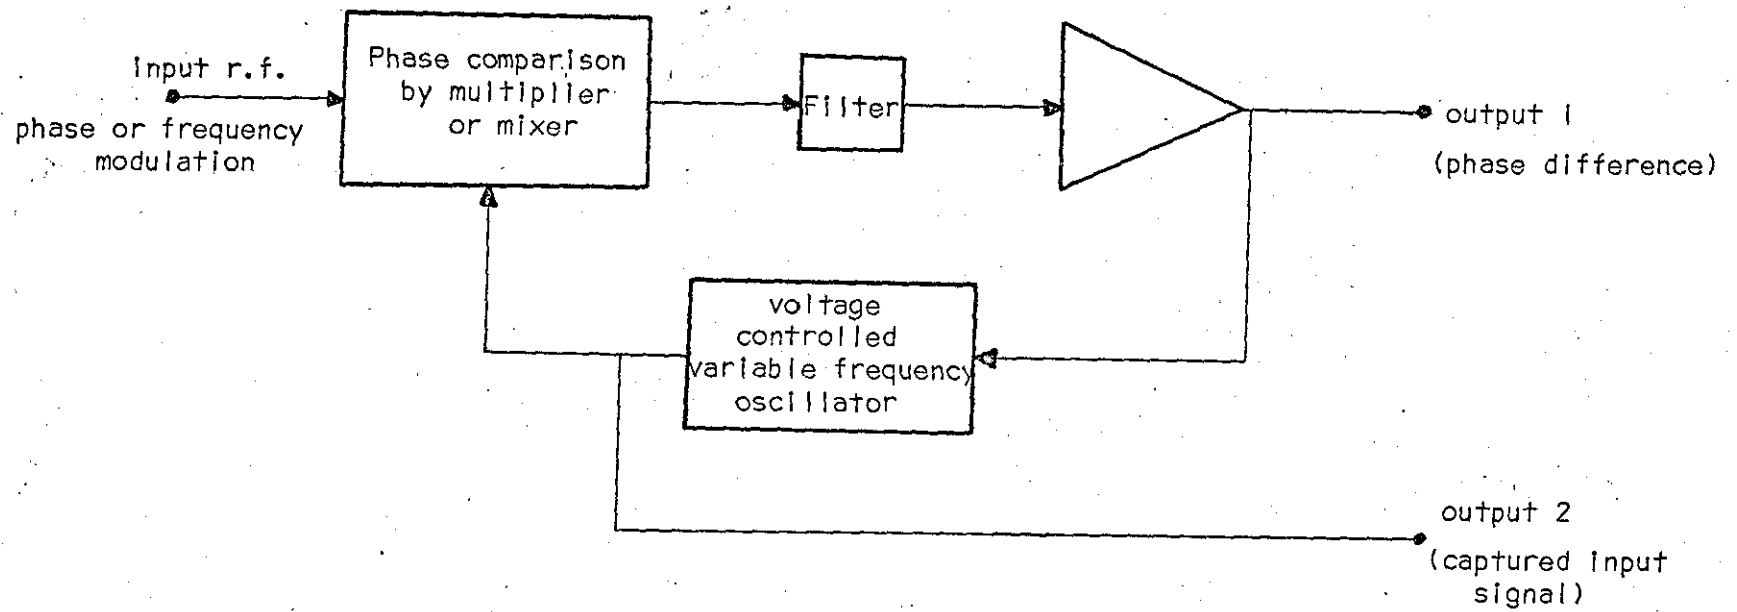 Input r.f.
phase or frequency
modulation
Phase comparison
by multiplier
or mixer
Filter
output 1
(phase difference)
voltage
controlled
variable frequency
oscillator
output 2
(captured input
signal)